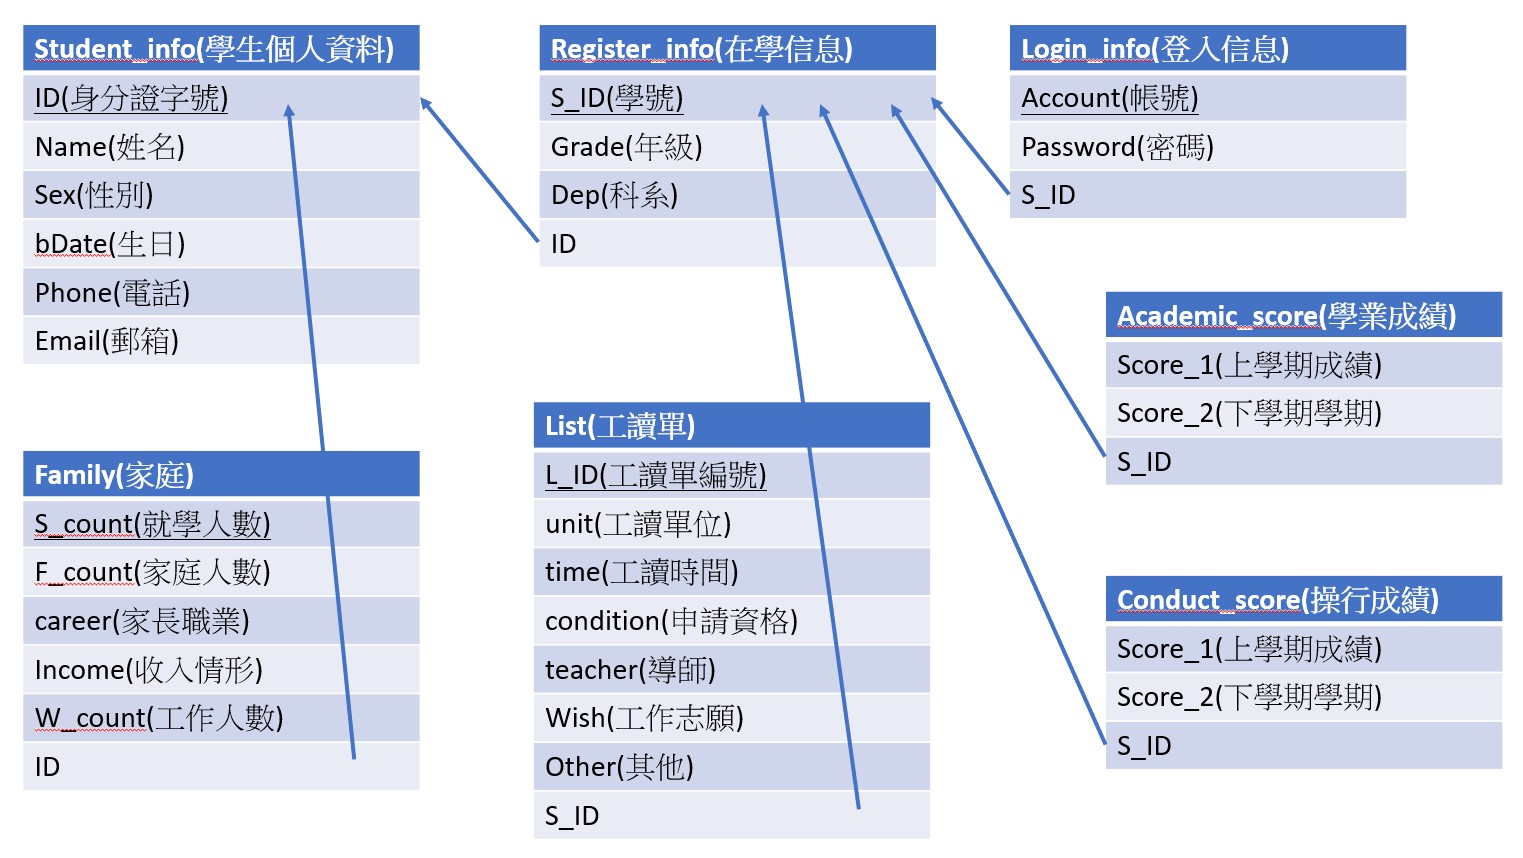 Student_info(學生個人資料)
ID(身分證字號)
Name(姓名)
Sex(性別)
bDate(生日)
Phone(電話)
Email(郵箱)
Register_info(在學信息)
S_ID(學號)
Grade(年級)
Dep(科系)
ID
Login_info(登入信息)
Account(帳號)
Password(密碼)
S_ID
Academic_score(學業成績)
Score_1(上學期成績)
Score_2(下學期學期)
S_ID
Family(家庭)
S_count(就學人數)
F_count(家庭人數)
career(家長職業)
Income(收入情形)
W_count(工作人數)
ID
List(工讀單)
L_ID(工讀單編號)
unit(工讀單位)
time(工讀時間)
condition(申請資格)
teacher(導師)
Wish(工作志願)
Other(其他)
S_ID
Conduct_score(操行成績)
Score_1(上學期成績)
Score_2(下學期學期)
S_ID